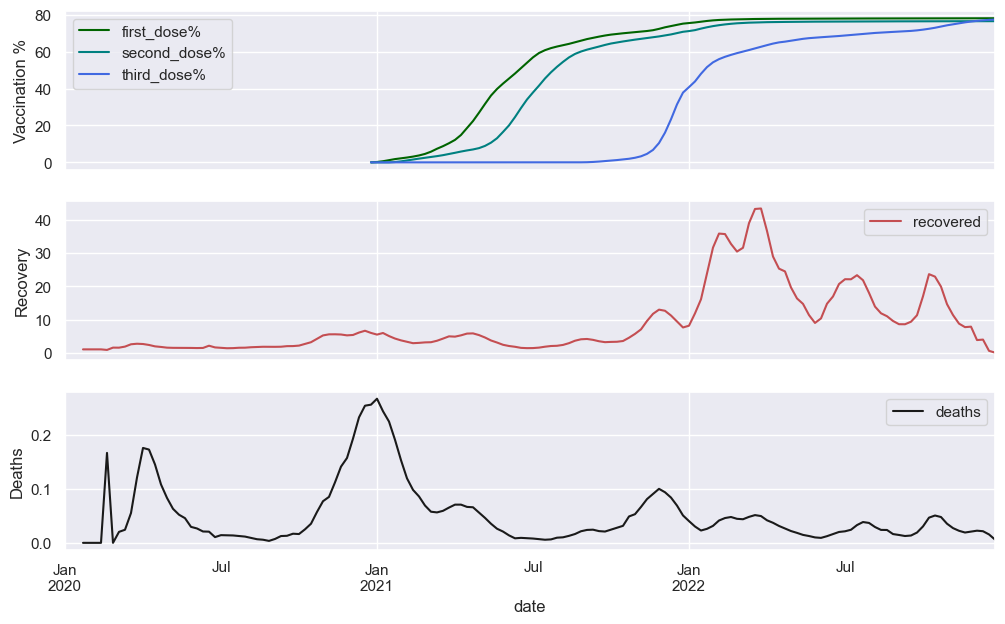 80
60
40
20
0
Vaccination %
first_dose%
second_dose%
third_dose%
40
30
20
10
0
Recovery
recovered
0.2
0.1
0.0
Deaths
deaths
Jan
2020
Jul
Jan
2021
Jul
Jan
2022
Jul
date